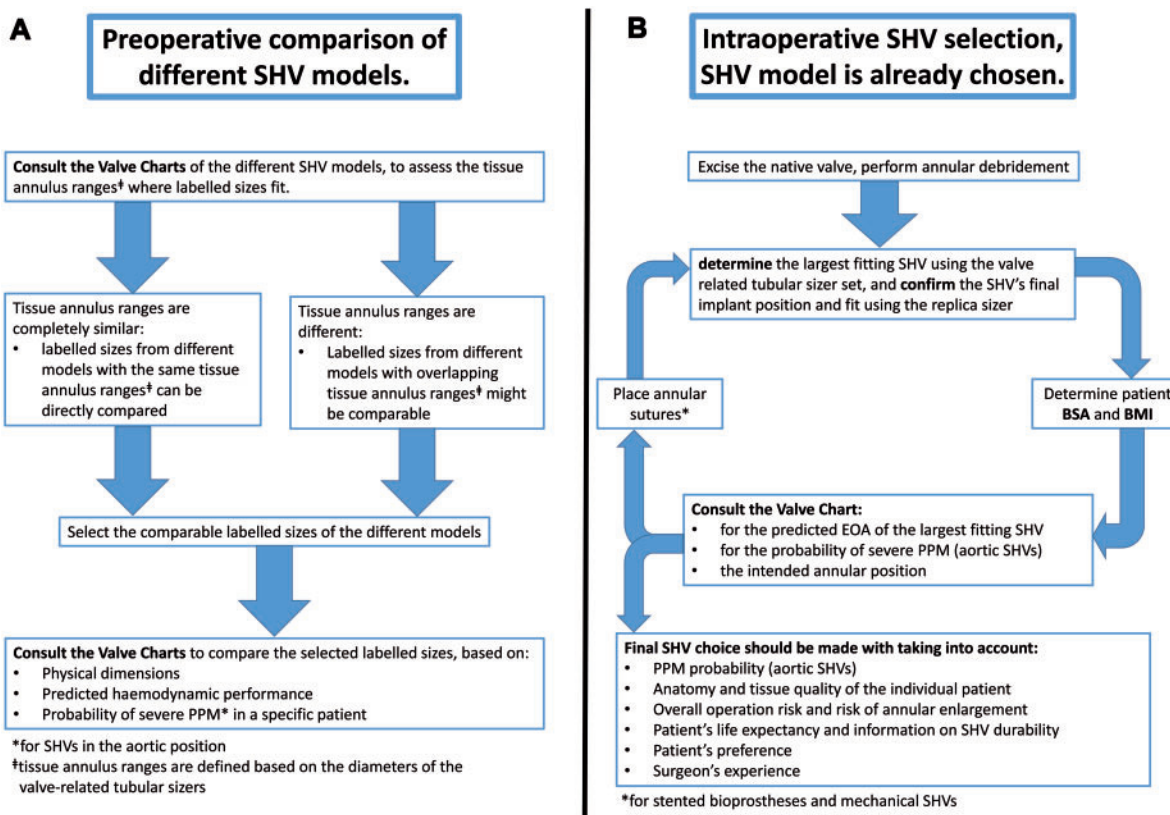 A
Preoperative comparison of
different SHV models.
Consult the Valve Charts of the different SHV models, to assess the tissue
annulus ranges‡ where labelled sizes fit.
Tissue annulus ranges are
completely similar:
• labelled sizes from different
models with the same tissue
annulus ranges‡ can be
directly compared
Tissue annulus ranges are
different:
• Labelled sizes from different
models with overlapping
tissue annulus ranges‡ might
be comparable
Select the comparable labelled sizes of the different models
Consult the Valve Charts to compare the selected labelled sizes, based on:
• Physical dimensions
• Predicted haemodynamic performance
• Probability of severe PPM* in a specific patient
*for SHVs in the aortic position
‡tissue annulus ranges are defined based on the diameters of the
valve-related tubular sizers
B
Intraoperative SHV selection,
SHV model is already chosen.
Excise the native valve, perform annular debridement
determine the largest fitting SHV using the valve
related tubular sizer set, and confirm the SHV's final
implant position and fit using the replica sizer
Place annular
sutures*
Determine patient
BSA and BMI
Consult the Valve Chart:
• for the predicted EOA of the largest fitting SHV
• for the probability of severe PPM (aortic SHVs)
• the intended annular position
Final SHV choice should be made with taking into account:
• PPM probability (aortic SHVs)
• Anatomy and tissue quality of the individual patient
• Overall operation risk and risk of annular enlargement
• Patient's life expectancy and information on SHV durability
• Patient's preference
• Surgeon's experience
*for stented bioprostheses and mechanical SHVs